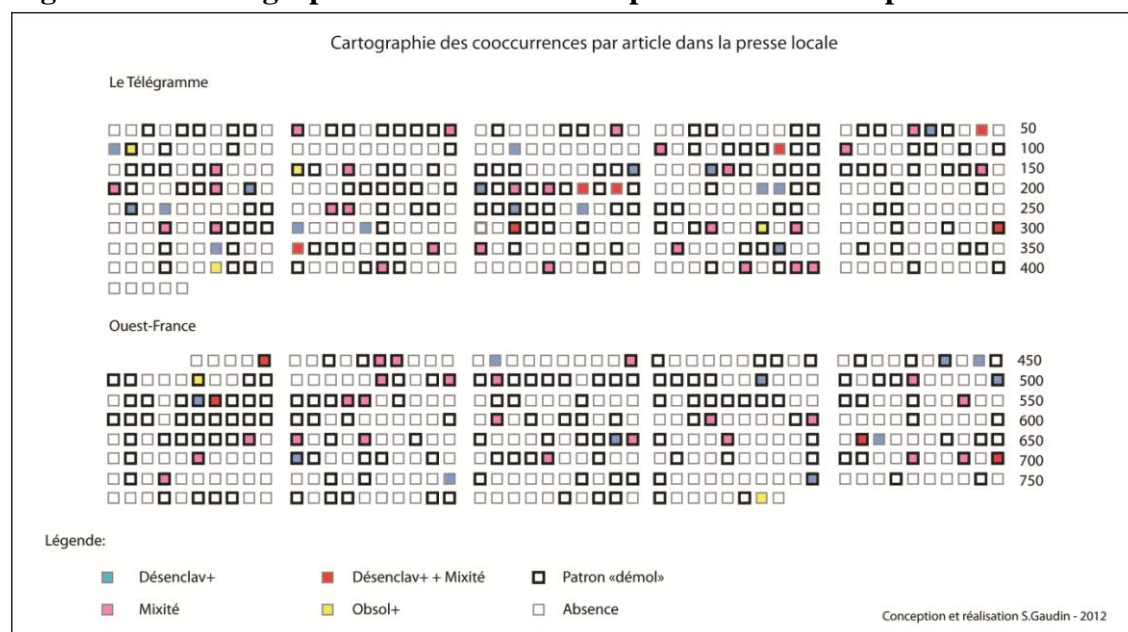 Cartographie des cooccurrences par article dans la presse locale
Le Télégramme
50
100
150
200
250
300
350
400
Ouest-France
450
500
550
600
650
700
750
Légende:
Désenclav+
Désenclav+ + Mixité
Patron «démol»
Mixité
Obsol+
Absence
Conception et réalisation S.Gaudin - 2012